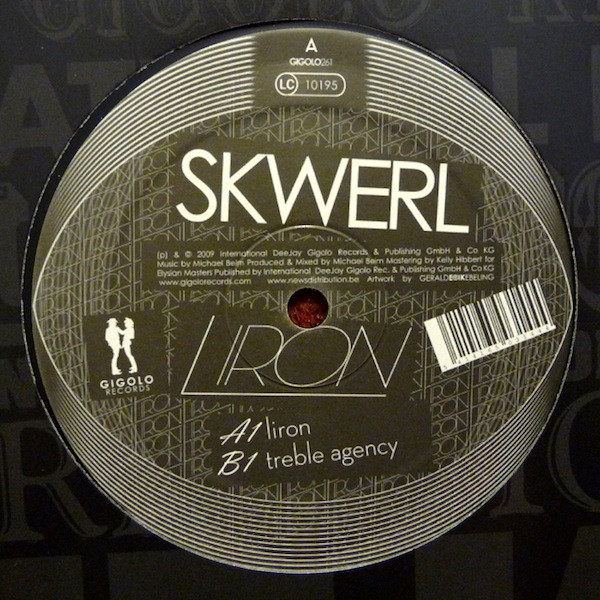 A
GIGOLO261
LC 10195
SKWERL
(p) & © 2009 International DeeJay Gigolo Records & Publishing GmbH & Co KG
Music by Michael Beim Produced & Mixed by Michael Beim Mastering by Kelly Hibbert for
Elysian Masters Published by International DeeJay Gigolo Rec. & Publishing GmbH & Co KG
www.gigolorecords.com www.newsdistribution.be Artwork by
LIRON
GIGOLO
RECORDS
A1 liron
B1 treble agency